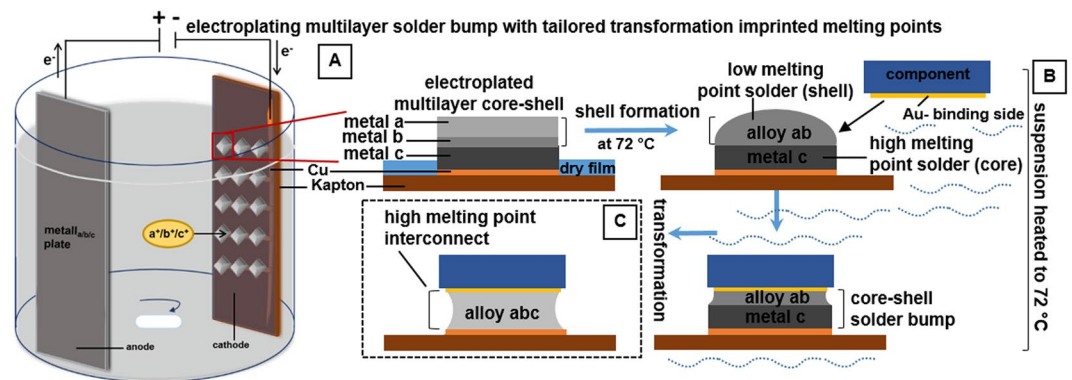 electroplating multilayer solder bump with tailored transformation imprinted melting points
+ -
e-
e-
A
metall a/b/c
plate
a+/b+/c+
anode
cathode
electroplated
multilayer core-shell
metal a
metal b
metal c
Cu
Kapton
dry film
shell formation
at 72 °C
low melting
point solder (shell)
alloy ab
metal c
component
Au- binding side
high melting
point solder (core)
B
suspension heated to 72 °C
transformation
alloy ab
metal c
core-shell
solder bump
C
high melting point
interconnect
alloy abc